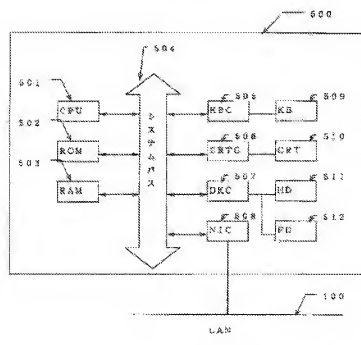 500
504
501
CPU
502
ROM
503
RAM
システムバス
505
KBC
509
KB
506
CRTC
510
CRT
507
DKC
511
HD
508
NIC
512
FD
100
LAN